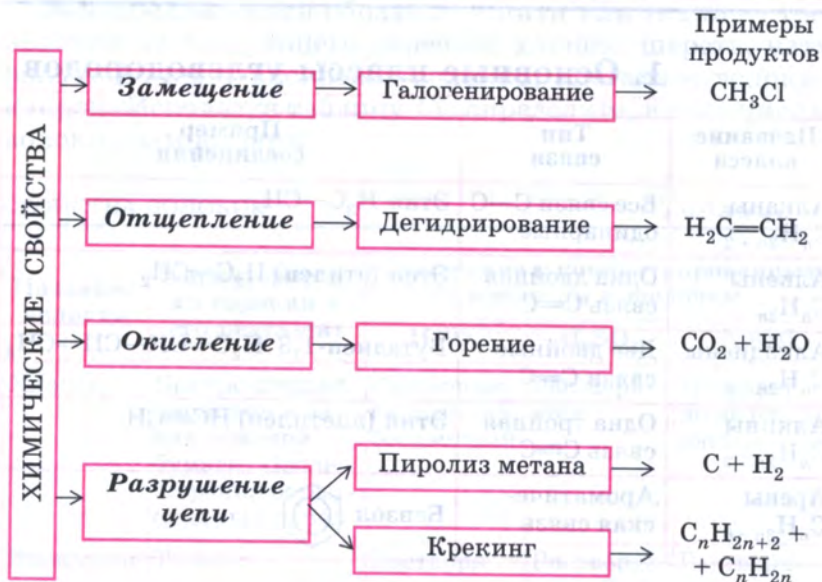 Примеры
продуктов
ХИМИЧЕСКИЕ СВОЙСТВА
Замещение
Галогенирование
CH₃Cl
Отщепление
Дегидрирование
H₂C=CH₂
Окисление
Горение
CO₂ + H₂O
Разрушение
цепи
Пиролиз метана
C + H₂
Крекинг
CₙH₂ₙ₊₂ +
+ CₙH₂ₙ